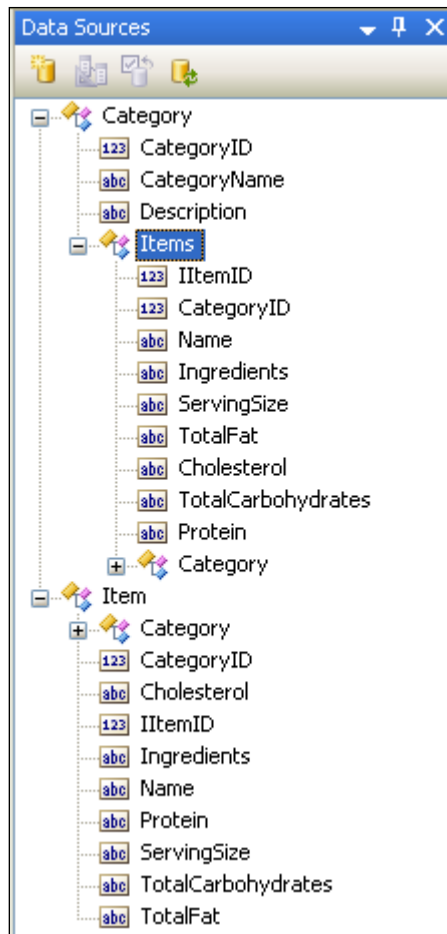 Data Sources
Category
123 CategoryID
abc CategoryName
abc Description
Items
123 IItemID
123 CategoryID
abc Name
abc Ingredients
abc ServingSize
abc TotalFat
abc Cholesterol
abc TotalCarbohydrates
abc Protein
Category
Item
Category
123 CategoryID
abc Cholesterol
123 IItemID
abc Ingredients
abc Name
abc Protein
abc ServingSize
abc TotalCarbohydrates
abc TotalFat